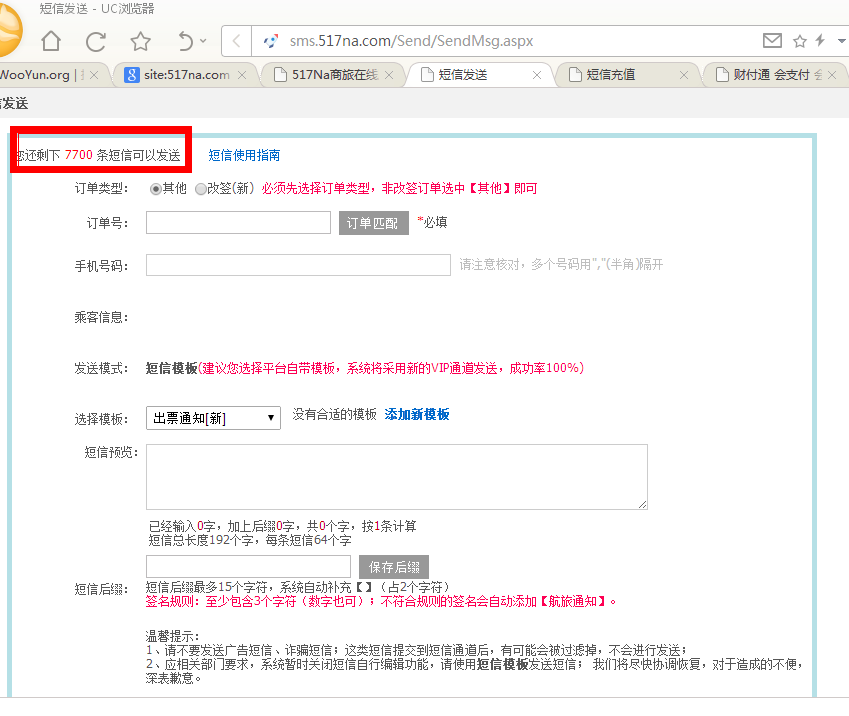 短信发送 - UC浏览器
sms.517na.com/Send/SendMsg.aspx
WooYun.org |
site:517na.com
517Na商旅在线
短信发送
短信充值
财付通 会支付 会
信发送
您还剩下 7700 条短信可以发送
短信使用指南
订单类型: 其他 改签(新) 必须先选择订单类型，非改签订单选中【其他】即可
订单号: 订单匹配 *必填
手机号码: 请注意核对，多个号码用","(半角)隔开
乘客信息:
发送模式: 短信模板(建议您选择平台自带模板，系统将采用新的VIP通道发送，成功率100%)
选择模板: 出票通知[新] 没有合适的模板 添加新模板
短信预览:
已经输入0字，加上后缀0字，共0个字，按1条计算
短信总长度192个字，每条短信64个字
保存后缀
短信后缀: 短信后缀最多15个字符，系统自动补充【】（占2个字符）
签名规则：至少包含3个字符（数字也可）；不符合规则的签名会自动添加【航旅通知】。
温馨提示：
1、请不要发送广告短信、诈骗短信；这类短信提交到短信通道后，有可能会被过滤掉，不会进行发送；
2、应相关部门要求，系统暂时关闭短信自行编辑功能，请使用短信模板发送短信； 我们将尽快协调恢复，对于造成的不便，
深表歉意。